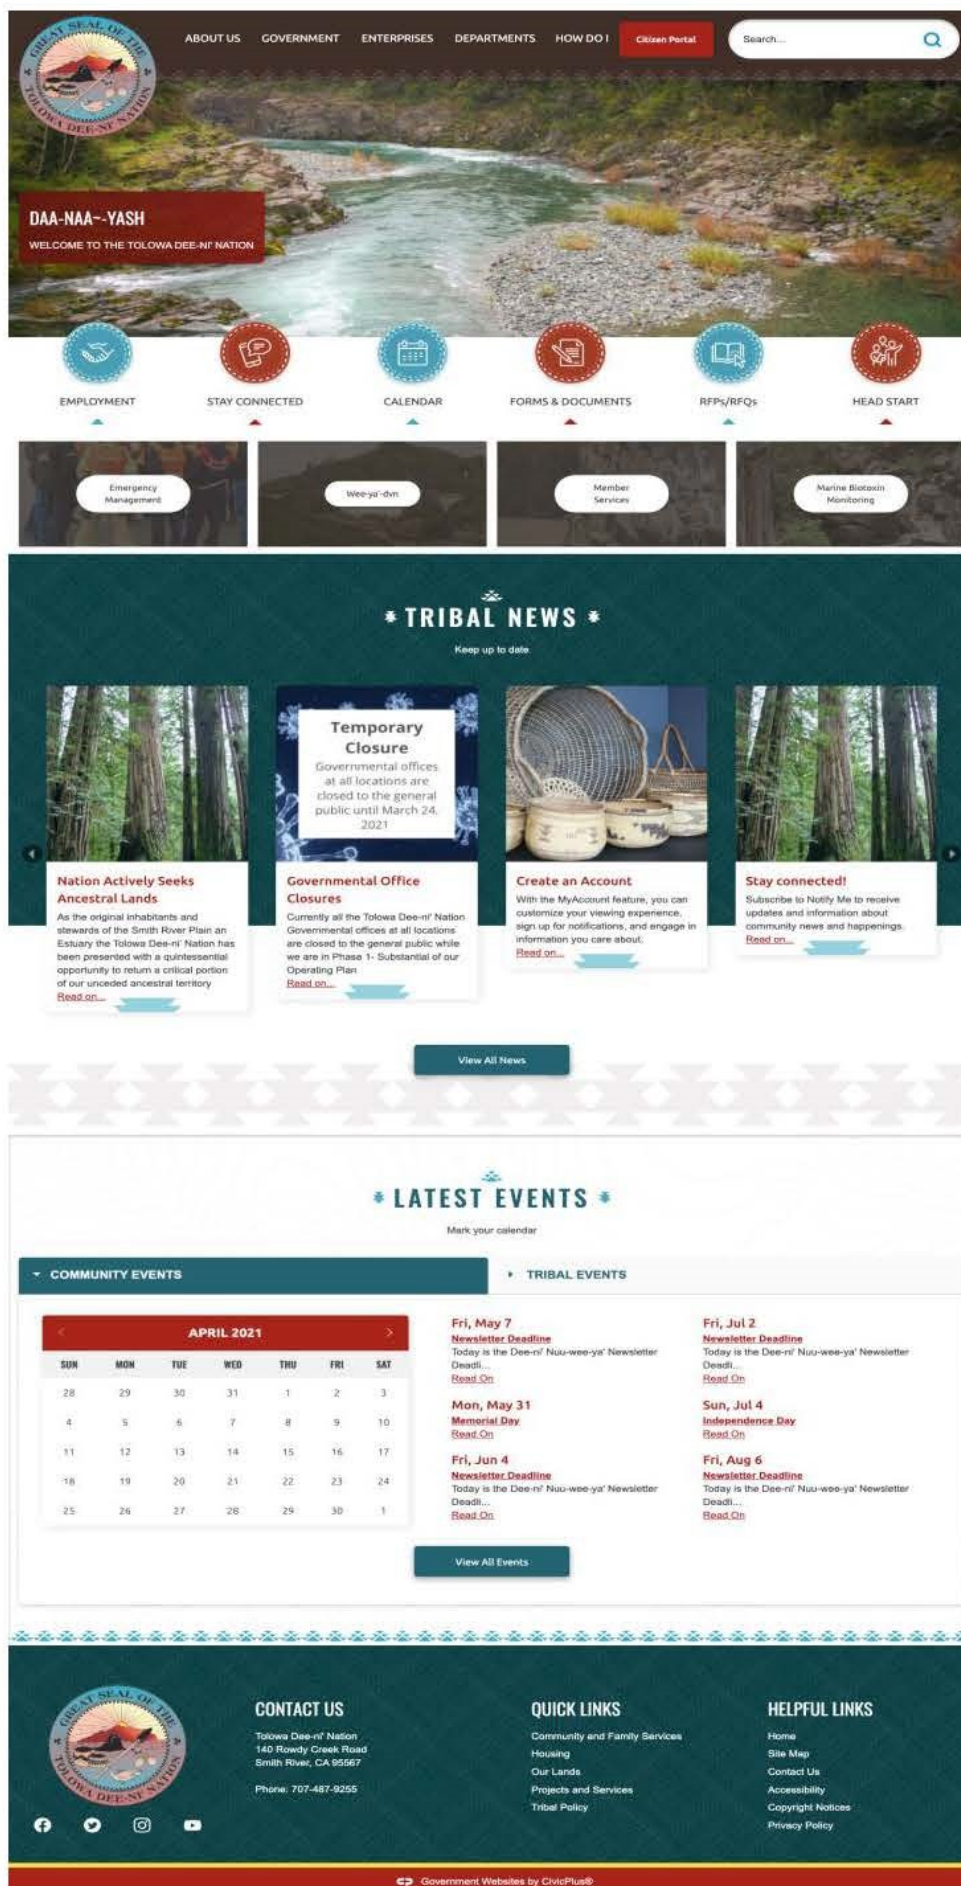 GREAT SEAL OF THE
TOLOWA DEE-NI' NATION
ABOUT US GOVERNMENT ENTERPRISES DEPARTMENTS HOW DO I Citizen Portal Search...
DAA-NAA~-YASH
WELCOME TO THE TOLOWA DEE-NI' NATION
EMPLOYMENT STAY CONNECTED CALENDAR FORMS & DOCUMENTS RFPs/RFQs HEAD START
Emergency
Management
Wee-ya'-dvn
Member
Services
Marine Biotoxin
Monitoring
TRIBAL NEWS
Keep up to date
Nation Actively Seeks
Ancestral Lands
As the original inhabitants and
stewards of the Smith River Plain an
Estuary the Tolowa Dee-ni' Nation has
been presented with a quintessential
opportunity to return a critical portion
of our unceded ancestral territory
Read on...
Temporary
Closure
Governmental offices
at all locations are
closed to the general
public until March 24,
2021
Governmental Office
Closures
Currently all the Tolowa Dee-ni' Nation
Governmental offices at all locations
are closed to the general public while
we are in Phase 1- Substantial of our
Operating Plan
Read on...
Create an Account
With the MyAccount feature, you can
customize your viewing experience,
sign up for notifications, and engage in
information you care about.
Read on...
Stay connected!
Subscribe to Notify Me to receive
updates and information about
community news and happenings.
Read on...
View All News
LATEST EVENTS
Mark your calendar
COMMUNITY EVENTS
TRIBAL EVENTS
< APRIL 2021 >
SUN MON TUE WED THU FRI SAT
28 29 30 31 1 2 3
4 5 6 7 8 9 10
11 12 13 14 15 16 17
18 19 20 21 22 23 24
25 26 27 28 29 30 1
Fri, May 7
Newsletter Deadline
Today is the Dee-ni' Nuu-wee-ya' Newsletter
Deadli...
Read On
Mon, May 31
Memorial Day
Read On
Fri, Jun 4
Newsletter Deadline
Today is the Dee-ni' Nuu-wee-ya' Newsletter
Deadli...
Read On
Fri, Jul 2
Newsletter Deadline
Today is the Dee-ni' Nuu-wee-ya' Newsletter
Deadli...
Read On
Sun, Jul 4
Independence Day
Read On
Fri, Aug 6
Newsletter Deadline
Today is the Dee-ni' Nuu-wee-ya' Newsletter
Deadli...
Read On
View All Events
GREAT SEAL OF THE
TOLOWA DEE-NI' NATION
CONTACT US
Tolowa Dee-ni' Nation
140 Rowdy Creek Road
Smith River, CA 95567
Phone: 707-487-9255
QUICK LINKS
Community and Family Services
Housing
Our Lands
Projects and Services
Tribal Policy
HELPFUL LINKS
Home
Site Map
Contact Us
Accessibility
Copyright Notices
Privacy Policy
Government Websites by CivicPlus®